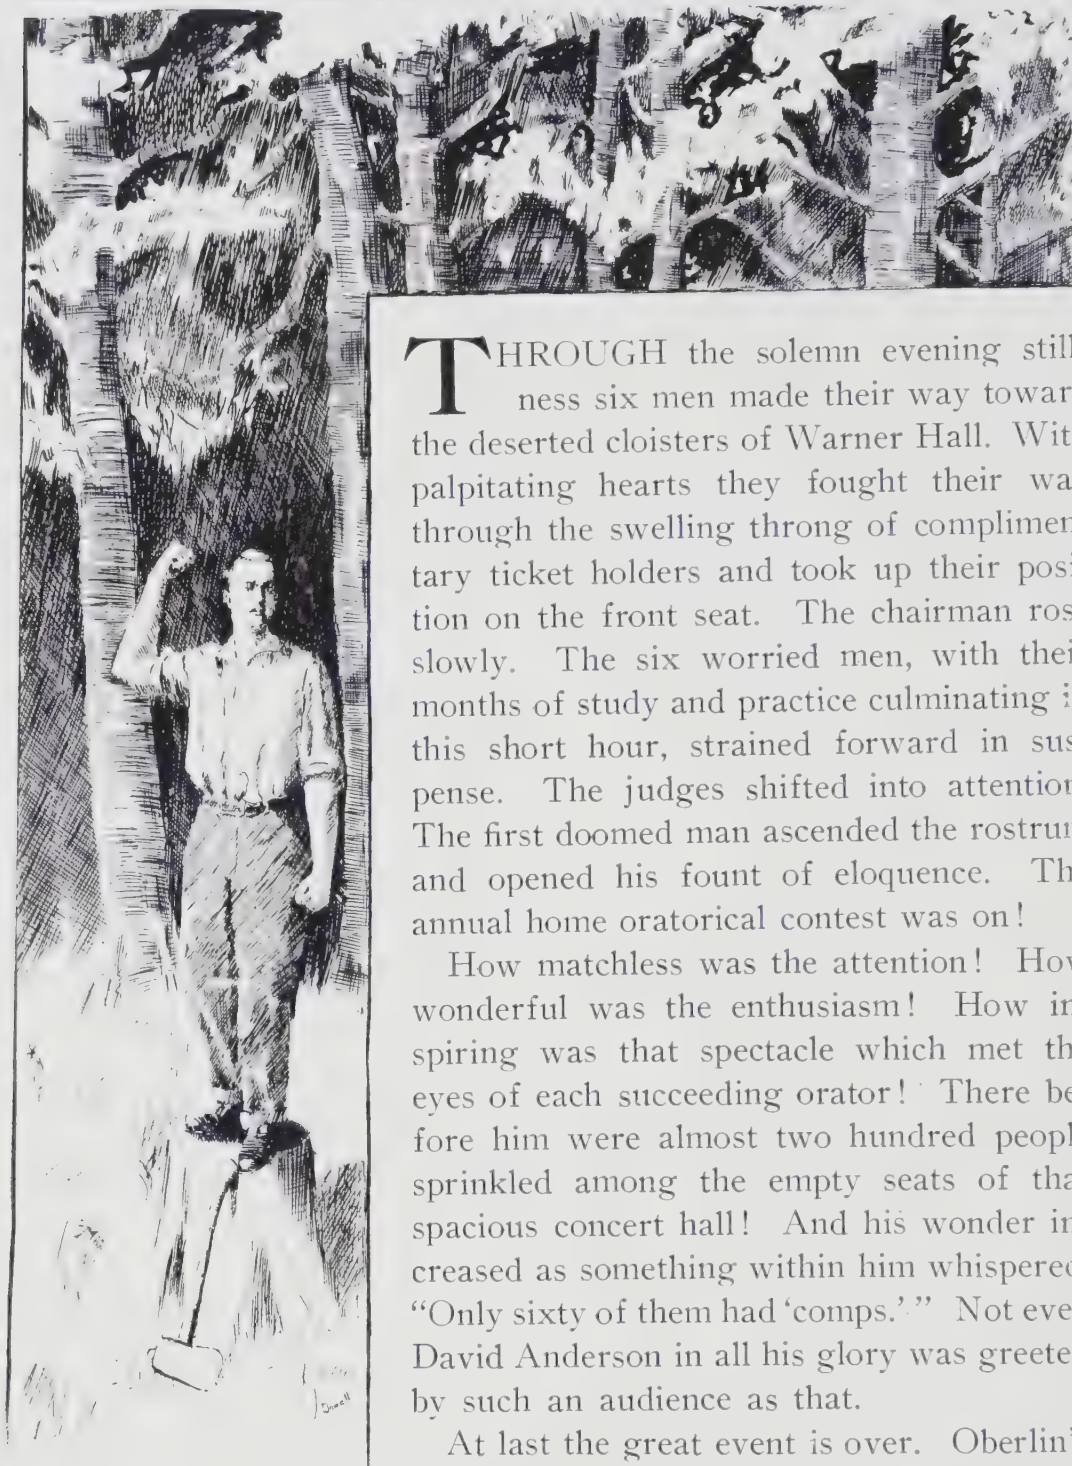 THROUGH the solemn evening still
ness six men made their way towar
the deserted cloisters of Warner Hall. Wit
palpitating hearts they fought their wa
through the swelling throng of complimen
tary ticket holders and took up their posi
tion on the front seat. The chairman ros
slowly. The six worried men, with thei
months of study and practice culminating i
this short hour, strained forward in sus
pense. The judges shifted into attention
The first doomed man ascended the rostrum
and opened his fount of eloquence. Th
annual home oratorical contest was on!
How matchless was the attention! How
wonderful was the enthusiasm! How in
spiring was that spectacle which met th
eyes of each succeeding orator! There be
fore him were almost two hundred peopl
sprinkled among the empty seats of tha
spacious concert hall! And his wonder in
creased as something within him whispered
“Only sixty of them had ‘comps.’” Not eve
David Anderson in all his glory was greete
by such an audience as that.
At last the great event is over. Oberlin’